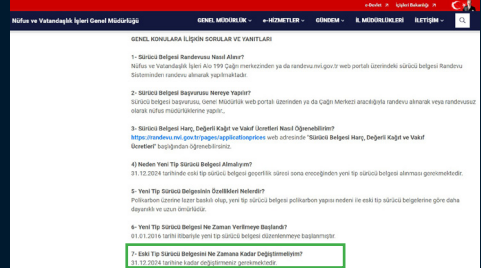 e-Devlet İçişleri Bakanlığı
Nüfus ve Vatandaşlık İşleri Genel Müdürlüğü GENEL MÜDÜRLÜK e-HİZMETLER GÜNDEM İL MÜDÜRLÜKLERİ İLETİŞİM
GENEL KONULARA İLİŞKİN SORULAR VE YANITLARI
1- Sürücü Belgesi Randevusu Nasıl Alınır?
Nüfus ve Vatandaşlık İşleri Alo 199 Çağrı merkezinden ya da randevu.nvi.gov.tr web portalı üzerindeki sürücü belgesi Randevu
Sisteminden randevu alınarak yapılmaktadır.
2- Sürücü Belgesi Başvurusu Nereye Yapılır?
Sürücü belgesi başvurusu, Genel Müdürlük web portalı üzerinden ya da Çağrı Merkezi aracılığıyla randevu alınarak veya randevusuz
olarak nüfus müdürlüklerine yapılır..
3- Sürücü Belgesi Harç, Değerli Kağıt ve Vakıf Ücretleri Nasıl Öğrenebilirim?
https://randevu.nvi.gov.tr/pages/applicationprices web adresinde "Sürücü Belgesi Harç, Değerli Kağıt ve Vakıf
Ücretleri" başlığından öğrenebilirsiniz.
4) Neden Yeni Tip Sürücü Belgesi Almalıyım?
31.12.2024 tarihinde eski tip sürücü belgesi geçerlilik süresi sona ereceğinden yeni tip sürücü belgesi alınması gerekmektedir.
5- Yeni Tip Sürücü Belgesinin Özellikleri Nelerdir?
Polikarbon üzerine lazer baskılı olup, yeni tip sürücü belgesi polikarbon yapısı nedeni ile eski tip sürücü belgelerine göre daha
dayanıklı ve uzun ömürlüdür.
6- Yeni Tip Sürücü Belgesi Ne Zaman Verilmeye Başlandı?
01.01.2016 tarihi itibariyle yeni tip sürücü belgesi düzenlenmeye başlanmıştır.
7- Eski Tip Sürücü Belgesini Ne Zamana Kadar Değiştirmeliyim?
31.12.2024 tarihine kadar değiştirmeniz gerekmektedir.